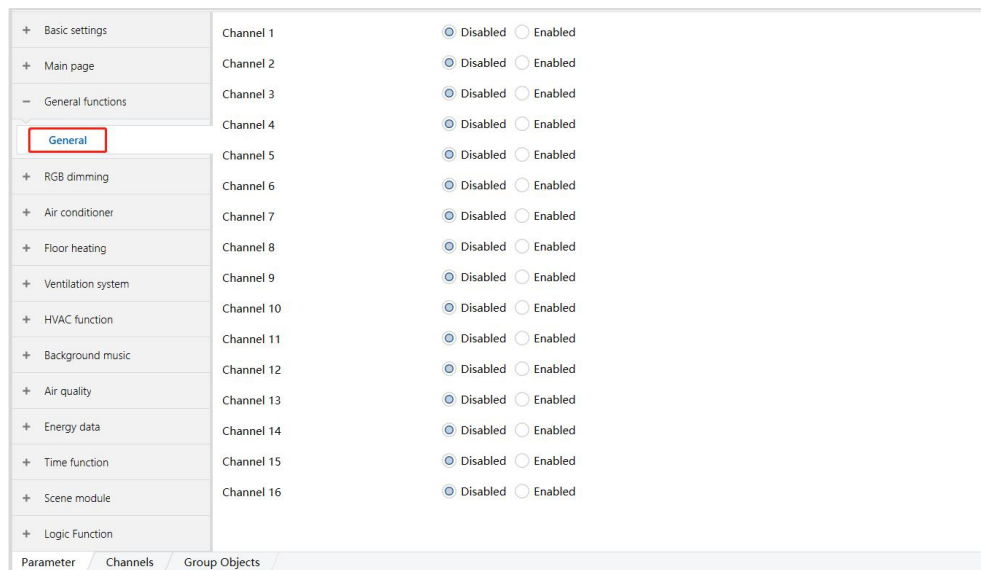 Basic settings
Main page
General functions
General
RGB dimming
Air conditioner
Floor heating
Ventilation system
HVAC function
Background music
Air quality
Energy data
Time function
Scene module
Logic Function
Channel 1 Disabled Enabled
Channel 2 Disabled Enabled
Channel 3 Disabled Enabled
Channel 4 Disabled Enabled
Channel 5 Disabled Enabled
Channel 6 Disabled Enabled
Channel 7 Disabled Enabled
Channel 8 Disabled Enabled
Channel 9 Disabled Enabled
Channel 10 Disabled Enabled
Channel 11 Disabled Enabled
Channel 12 Disabled Enabled
Channel 13 Disabled Enabled
Channel 14 Disabled Enabled
Channel 15 Disabled Enabled
Channel 16 Disabled Enabled
Parameter Channels Group Objects